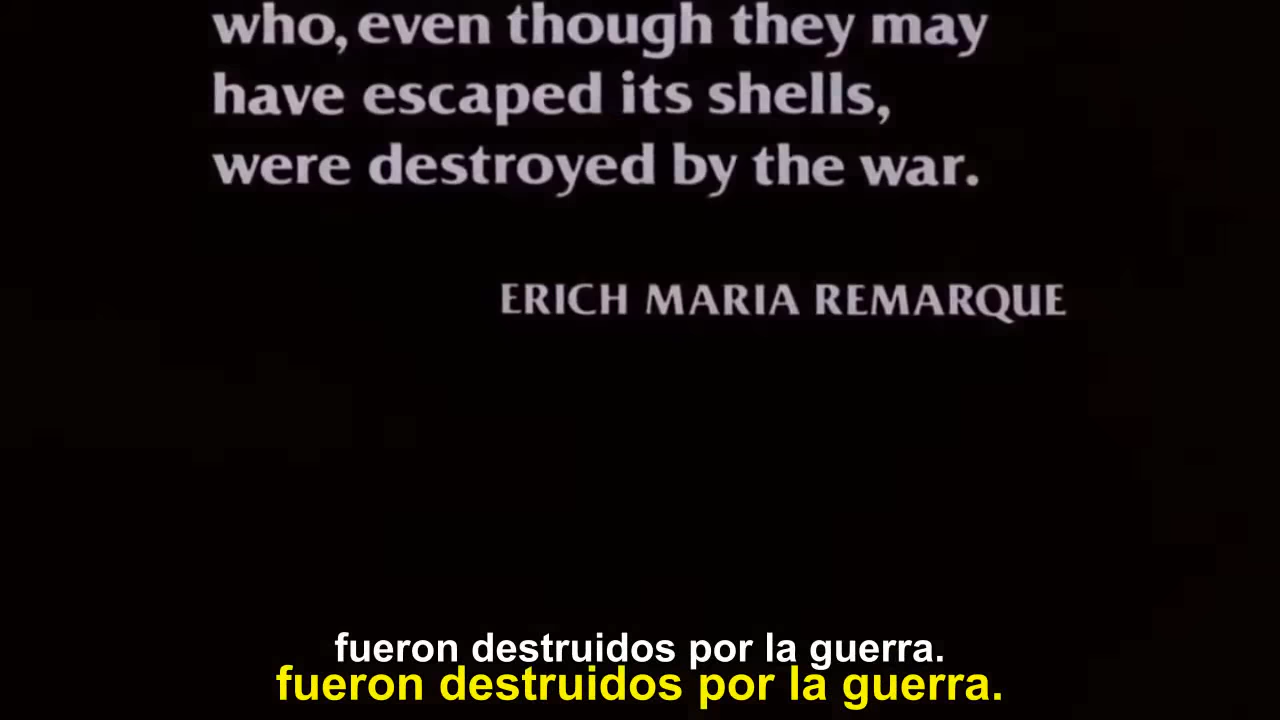 who, even though they may
have escaped its shells,
were destroyed by the war.
ERICH MARIA REMARQUE
fueron destruidos por la guerra.
fueron destruidos por la guerra.